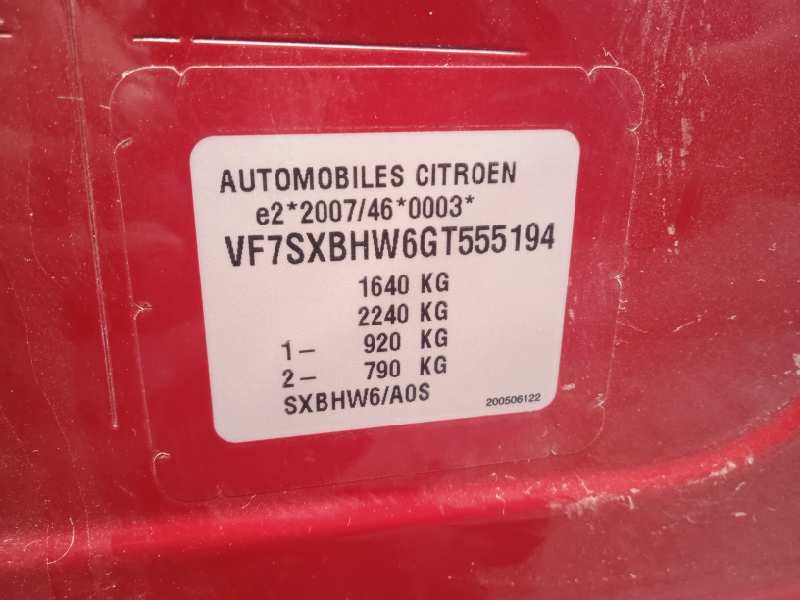 AUTOMOBILES CITROEN
e2*2007/46*0003*
VF7SXBHW6GT555194
1640 KG
2240 KG
1– 920 KG
2– 790 KG
SXBHW6/A0S
200506122